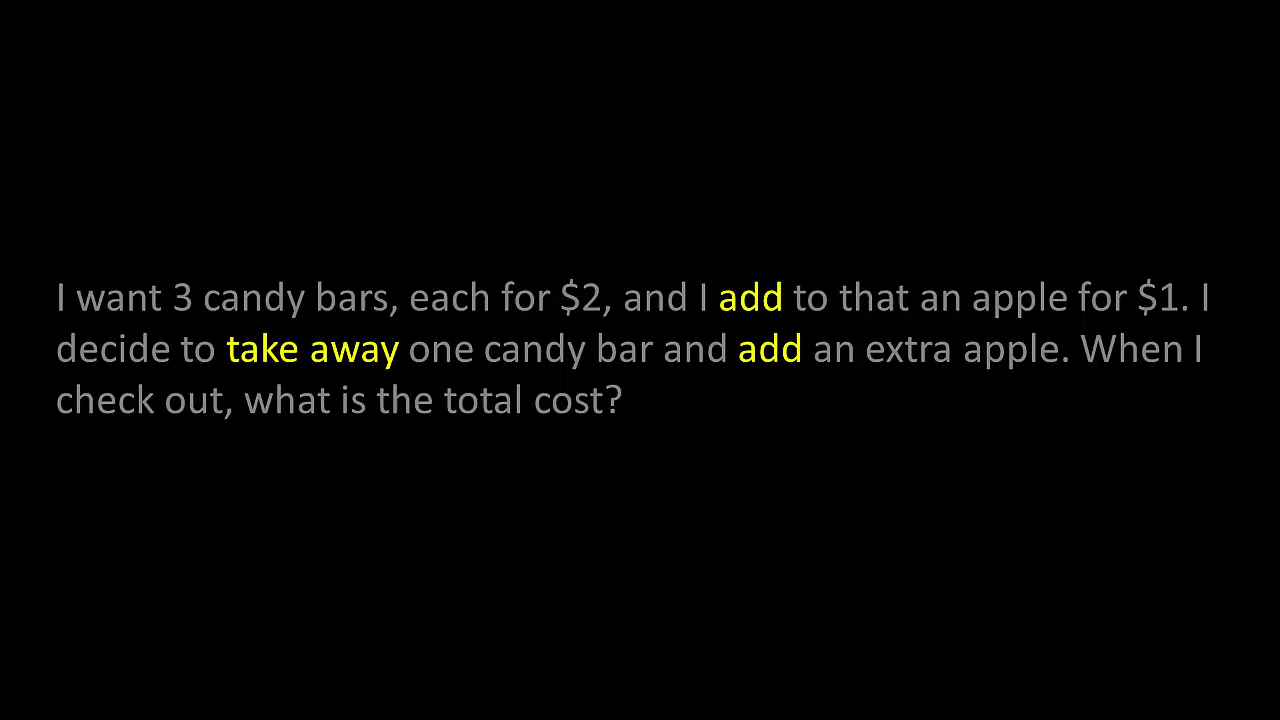 I want 3 candy bars, each for $2, and I add to that an apple for $1. I
decide to take away one candy bar and add an extra apple. When I
check out, what is the total cost?